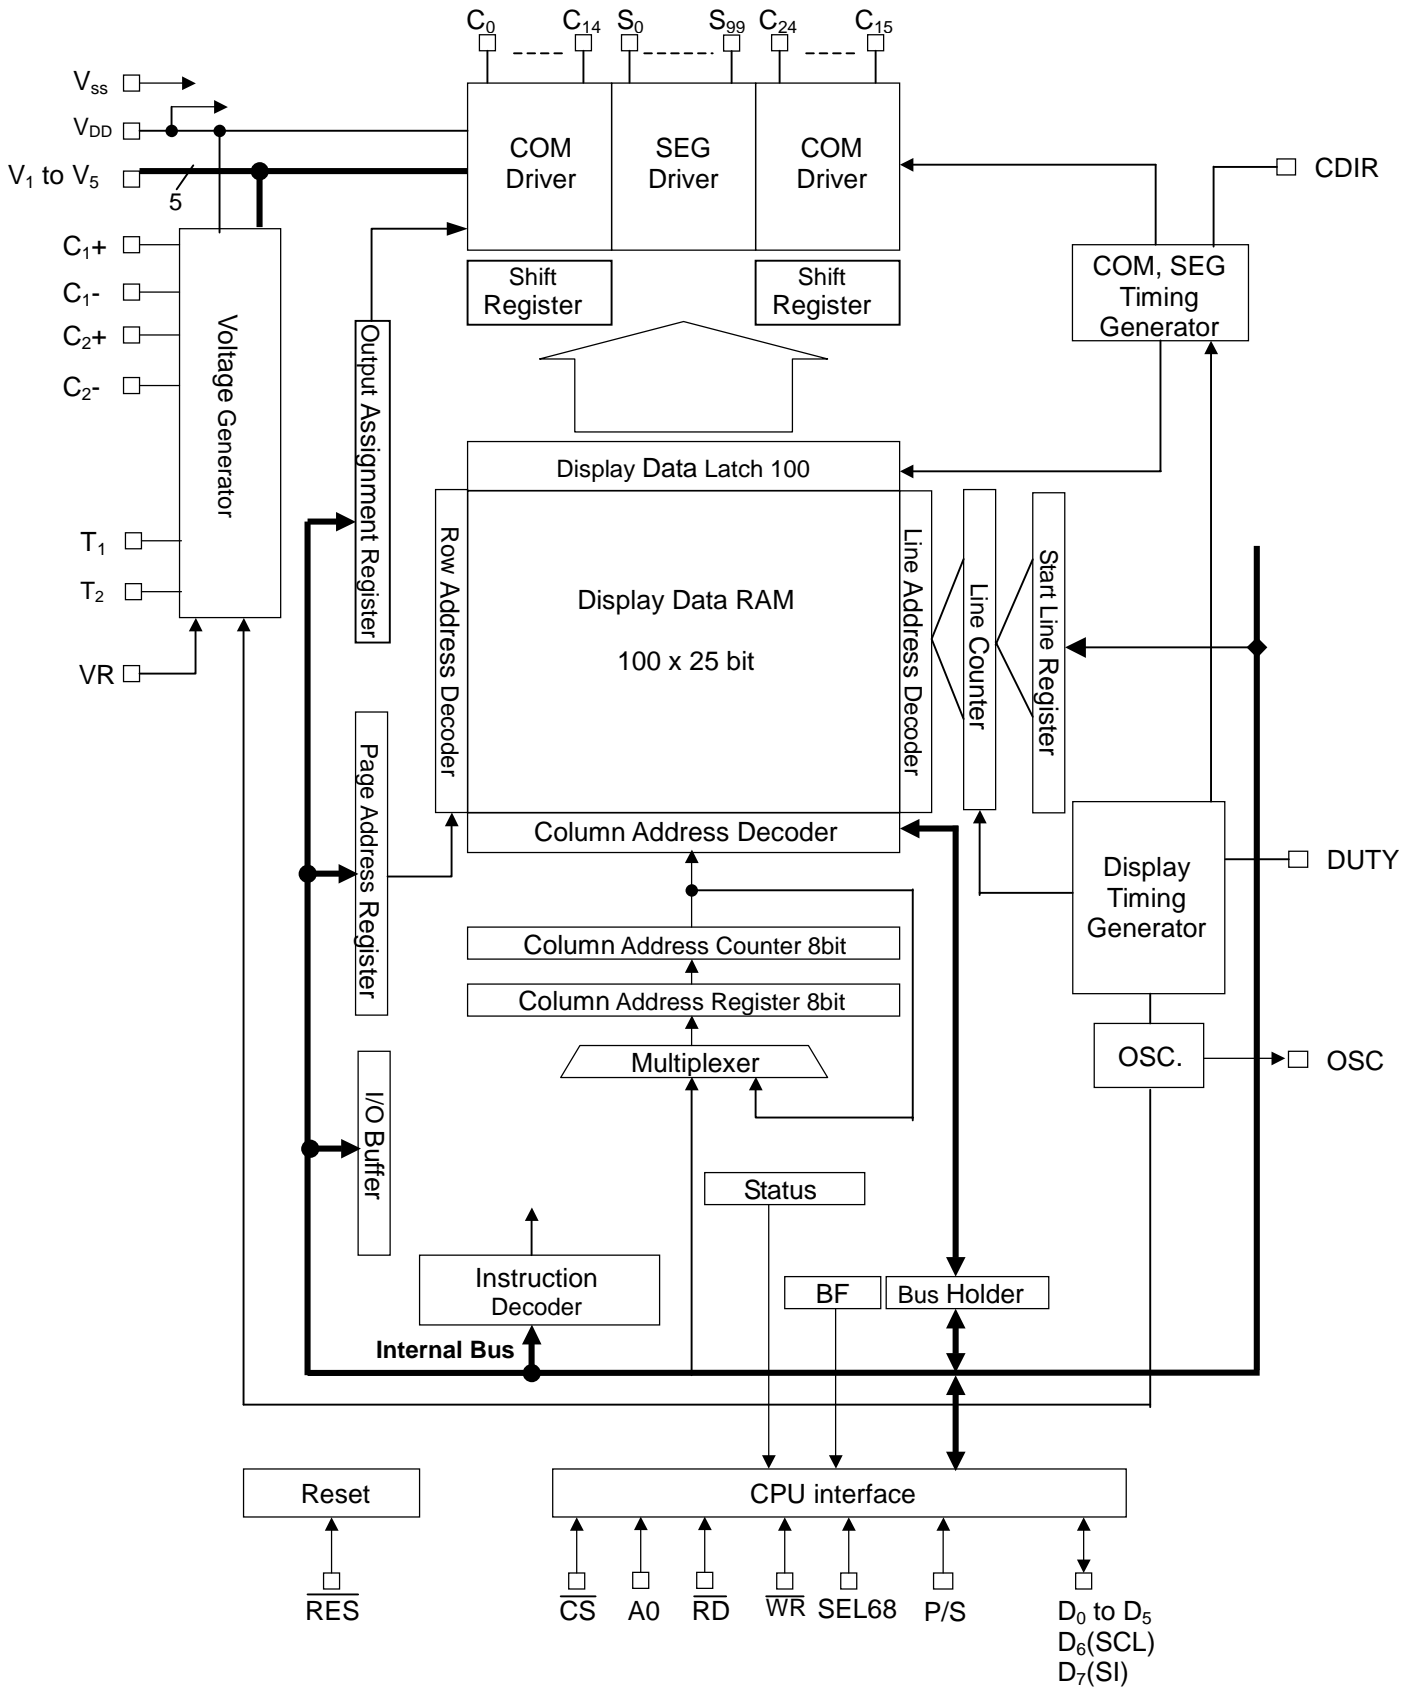 C0 C14 S0 S99 C24 C15
Vss
VDD
V1 to V5
5
C1+
C1-
C2+
C2-
T1
T2
VR
Voltage Generator
COM
Driver
SEG
Driver
COM
Driver
CDIR
Shift
Register
Shift
Register
COM, SEG
Timing
Generator
Output Assignment Register
Display Data Latch 100
Row Address Decoder
Display Data RAM
100 x 25 bit
Line Address Decoder
Line Counter
Start Line Register
Page Address Register
Column Address Decoder
Display
Timing
Generator
DUTY
Column Address Counter 8bit
Column Address Register 8bit
Multiplexer
OSC.
OSC
I/O Buffer
Status
Instruction
Decoder
BF
Bus Holder
Internal Bus
Reset
CPU interface
RES
CS
A0
RD
WR
SEL68
P/S
D0 to D5
D6(SCL)
D7(SI)